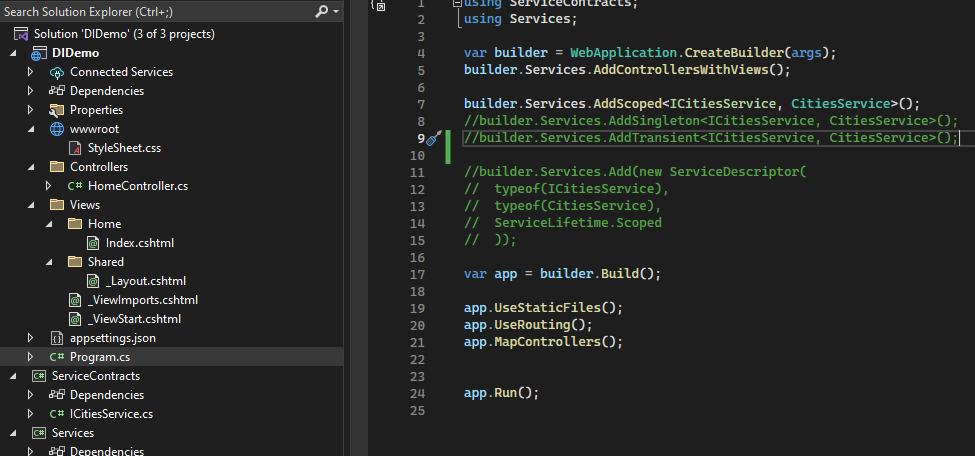 Search Solution Explorer (Ctrl+;)
Solution 'DIDemo' (3 of 3 projects)
DIDemo
Connected Services
Dependencies
Properties
wwwroot
StyleSheet.css
Controllers
C# HomeController.cs
Views
Home
Index.cshtml
Shared
_Layout.cshtml
_ViewImports.cshtml
_ViewStart.cshtml
appsettings.json
C# Program.cs
C# ServiceContracts
Dependencies
C# ICitiesService.cs
C# Services
Dependencies
1 using ServiceContracts;
2 using Services;
3
4 var builder = WebApplication.CreateBuilder(args);
5 builder.Services.AddControllersWithViews();
6
7 builder.Services.AddScoped<ICitiesService, CitiesService>();
8 //builder.Services.AddSingleton<ICitiesService, CitiesService>();
9 //builder.Services.AddTransient<ICitiesService, CitiesService>();
10
11 //builder.Services.Add(new ServiceDescriptor(
12 //  typeof(ICitiesService),
13 //  typeof(CitiesService),
14 //  ServiceLifetime.Scoped
15 //  ));
16
17 var app = builder.Build();
18
19 app.UseStaticFiles();
20 app.UseRouting();
21 app.MapControllers();
22
23
24 app.Run();
25